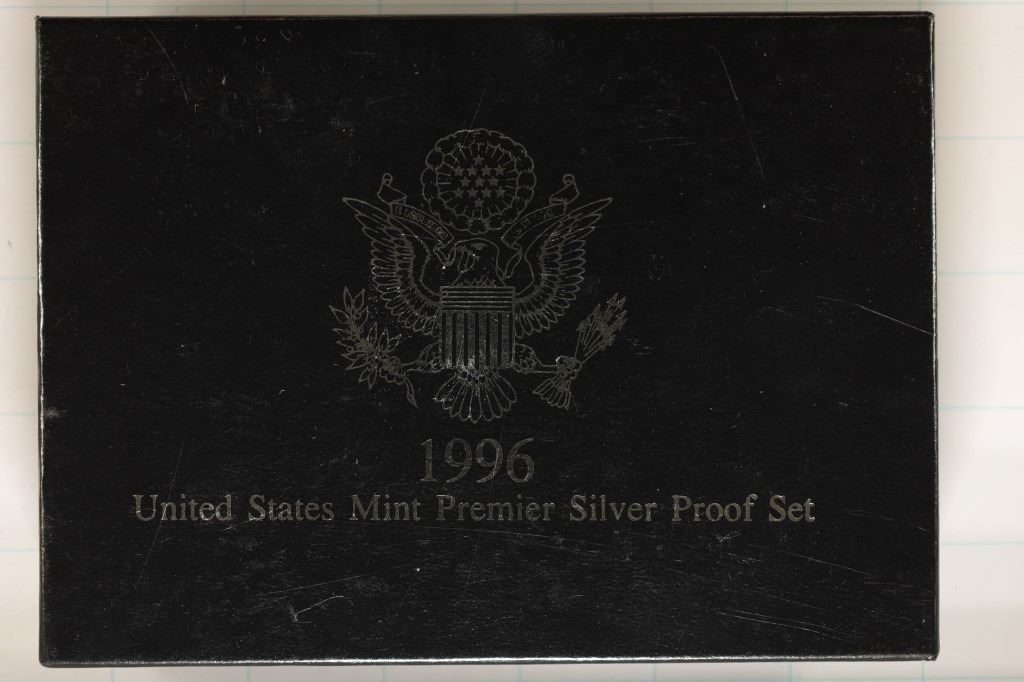 1996
United States Mint Premier Silver Proof Set